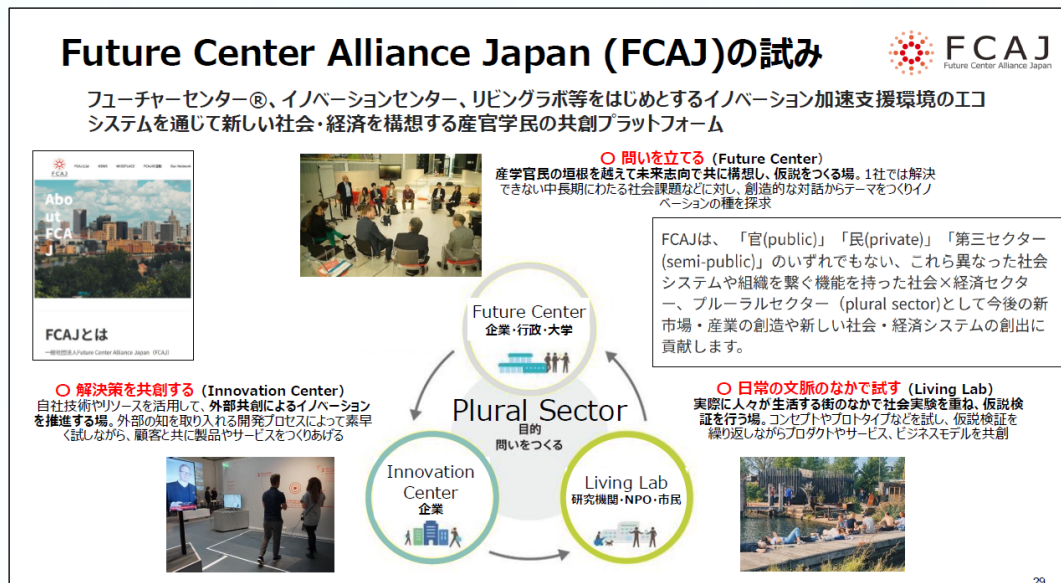 Future Center Alliance Japan (FCAJ)の試み
FCAJ
Future Center Alliance Japan
フューチャーセンター®、イノベーションセンター、リビングラボ等をはじめとするイノベーション加速支援環境のエコ
システムを通じて新しい社会・経済を構想する産官学民の共創プラットフォーム
FCAJ
Abo
ut
FCA
J
FCAJとは
一般社団法人Future Center Alliance Japan（FCAJ）
〇 問いを立てる（Future Center）
産学官民の垣根を越えて未来志向で共に構想し、仮説をつくる場。1社では解決
できない中長期にわたる社会課題などに対し、創造的な対話からテーマをつくりイノ
ベーションの種を探求
FCAJは、 「官(public)」「民(private)」「第三セクター
(semi-public)」のいずれでもない、これら異なった社会
システムや組織を繋ぐ機能を持った社会×経済セクタ
ー、プルーラルセクター（plural sector)として今後の新
市場・産業の創造や新しい社会・経済システムの創出に
貢献します。
Future Center
企業・行政・大学
〇 解決策を共創する（Innovation Center）
自社技術やリソースを活用して、外部共創によるイノベーション
を推進する場。外部の知を取り入れる開発プロセスによって素早
く試しながら、顧客と共に製品やサービスをつくりあげる
Plural Sector
目的
問いをつくる
〇 日常の文脈のなかで試す（Living Lab）
実際に人々が生活する街のなかで社会実験を重ね、仮説検
証を行う場。コンセプトやプロトタイプなどを試し、仮説検証を
繰り返しながらプロダクトやサービス、ビジネスモデルを共創
Innovation
Center
企業
Living Lab
研究機関・NPO・市民
29